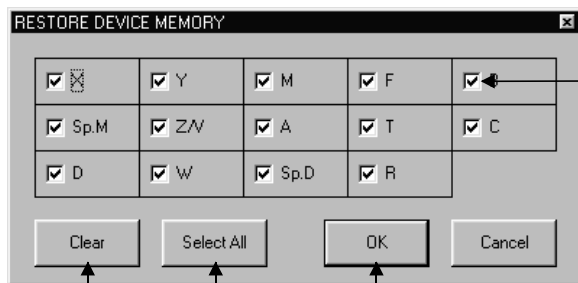 RESTORE DEVICE MEMORY
X Y M F
Sp.M Z/V A T C
D W Sp.D R
Clear Select All OK Cancel